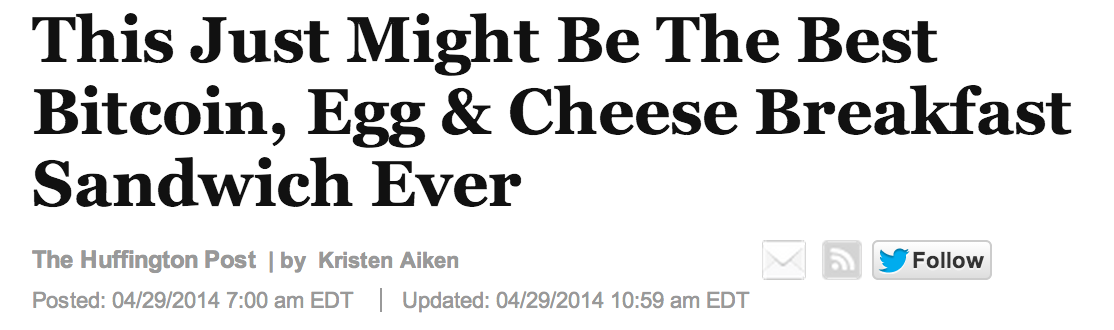 This Just Might Be The Best
Bitcoin, Egg & Cheese Breakfast
Sandwich Ever
The Huffington Post | by Kristen Aiken
Follow
Posted: 04/29/2014 7:00 am EDT | Updated: 04/29/2014 10:59 am EDT